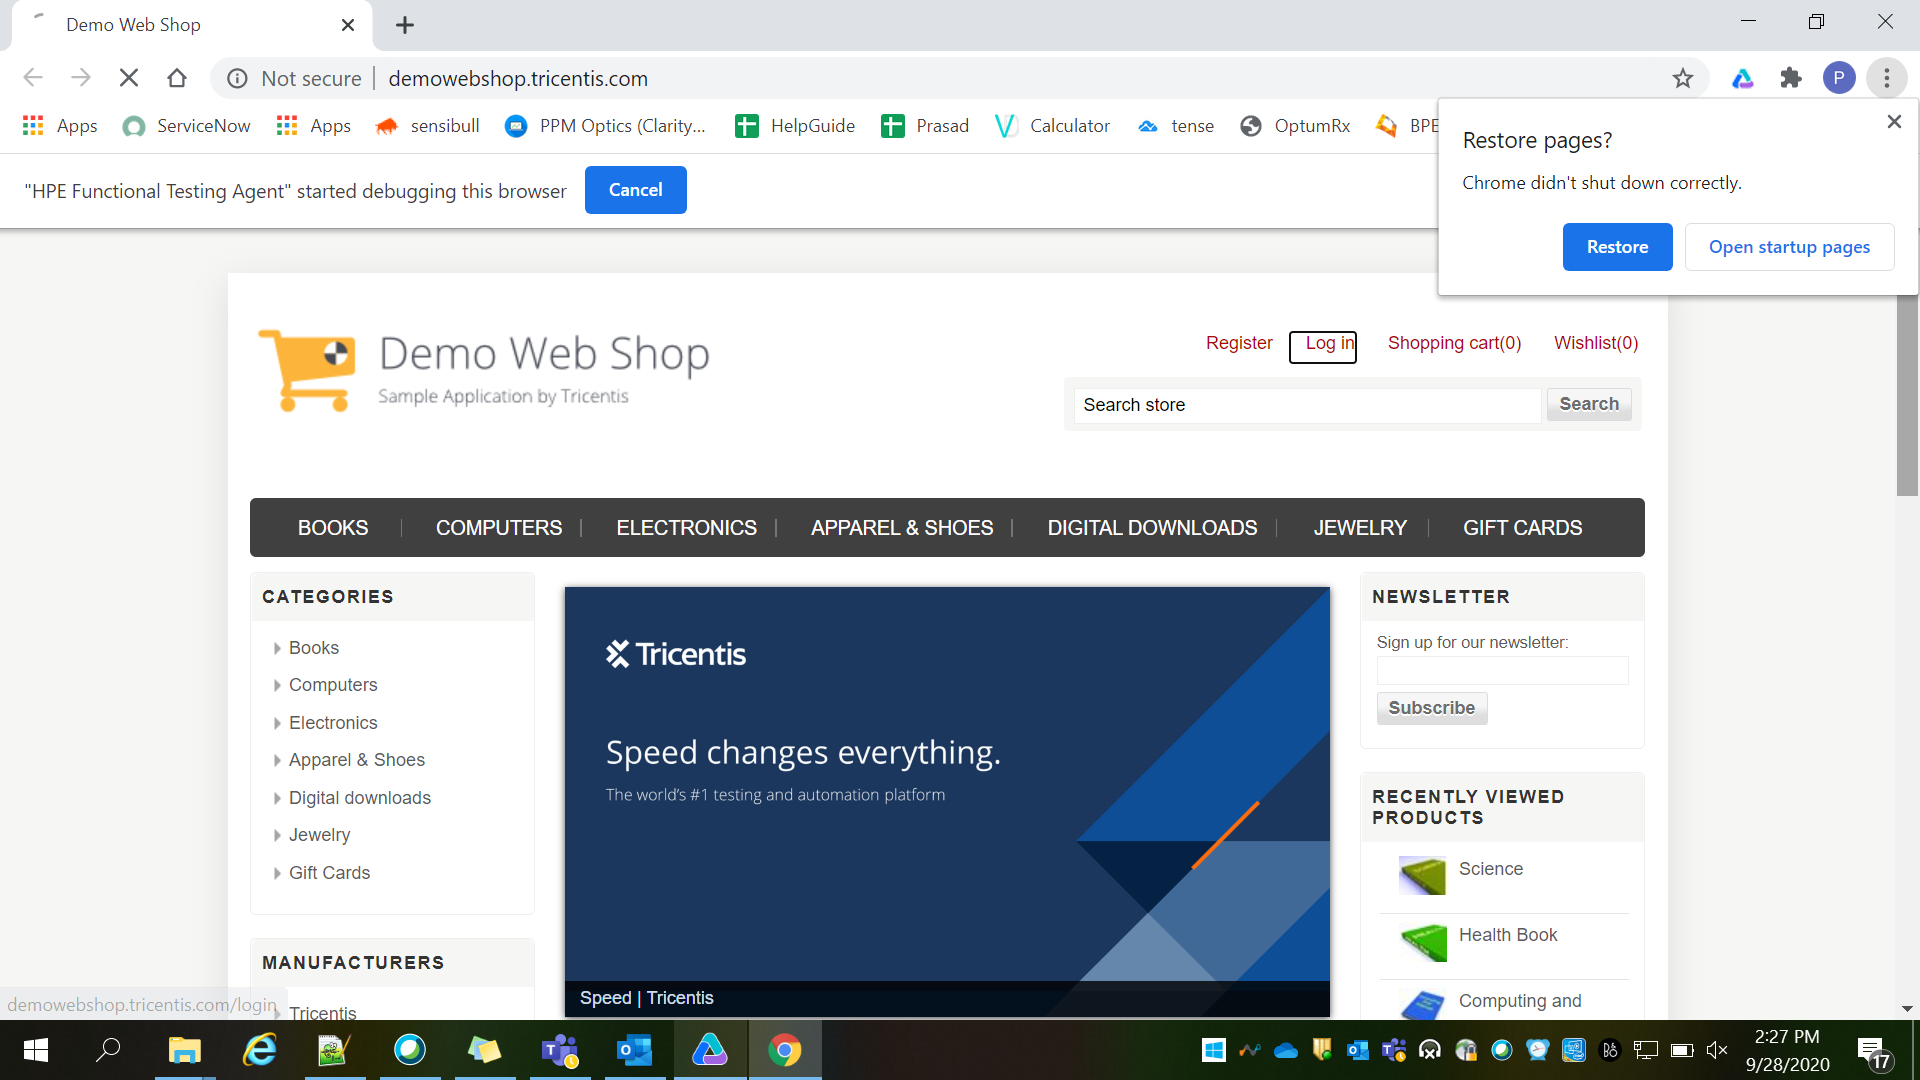 Demo Web Shop
Not secure | demowebshop.tricentis.com
P
Apps ServiceNow Apps sensibull PPM Optics (Clarity... HelpGuide Prasad Calculator tense OptumRx BPE
"HPE Functional Testing Agent" started debugging this browser Cancel
Restore pages?
Chrome didn't shut down correctly.
Restore Open startup pages
Demo Web Shop
Sample Application by Tricentis
Register Log in Shopping cart(0) Wishlist(0)
Search store Search
BOOKS COMPUTERS ELECTRONICS APPAREL & SHOES DIGITAL DOWNLOADS JEWELRY GIFT CARDS
CATEGORIES
Books
Computers
Electronics
Apparel & Shoes
Digital downloads
Jewelry
Gift Cards
MANUFACTURERS
Tricentis
Tricentis
Speed changes everything.
The world's #1 testing and automation platform
Speed | Tricentis
NEWSLETTER
Sign up for our newsletter:
Subscribe
RECENTLY VIEWED
PRODUCTS
Science
Health Book
Computing and
demowebshop.tricentis.com/login
2:27 PM
9/28/2020
17